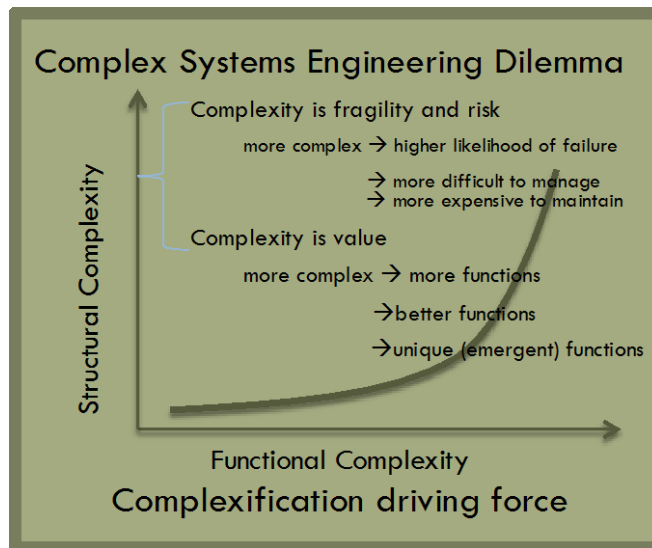 Complex Systems Engineering Dilemma
Complexity is fragility and risk
more complex → higher likelihood of failure
→ more difficult to manage
→ more expensive to maintain
Complexity is value
more complex → more functions
→better functions
→unique (emergent) functions
Structural Complexity
Functional Complexity
Complexification driving force